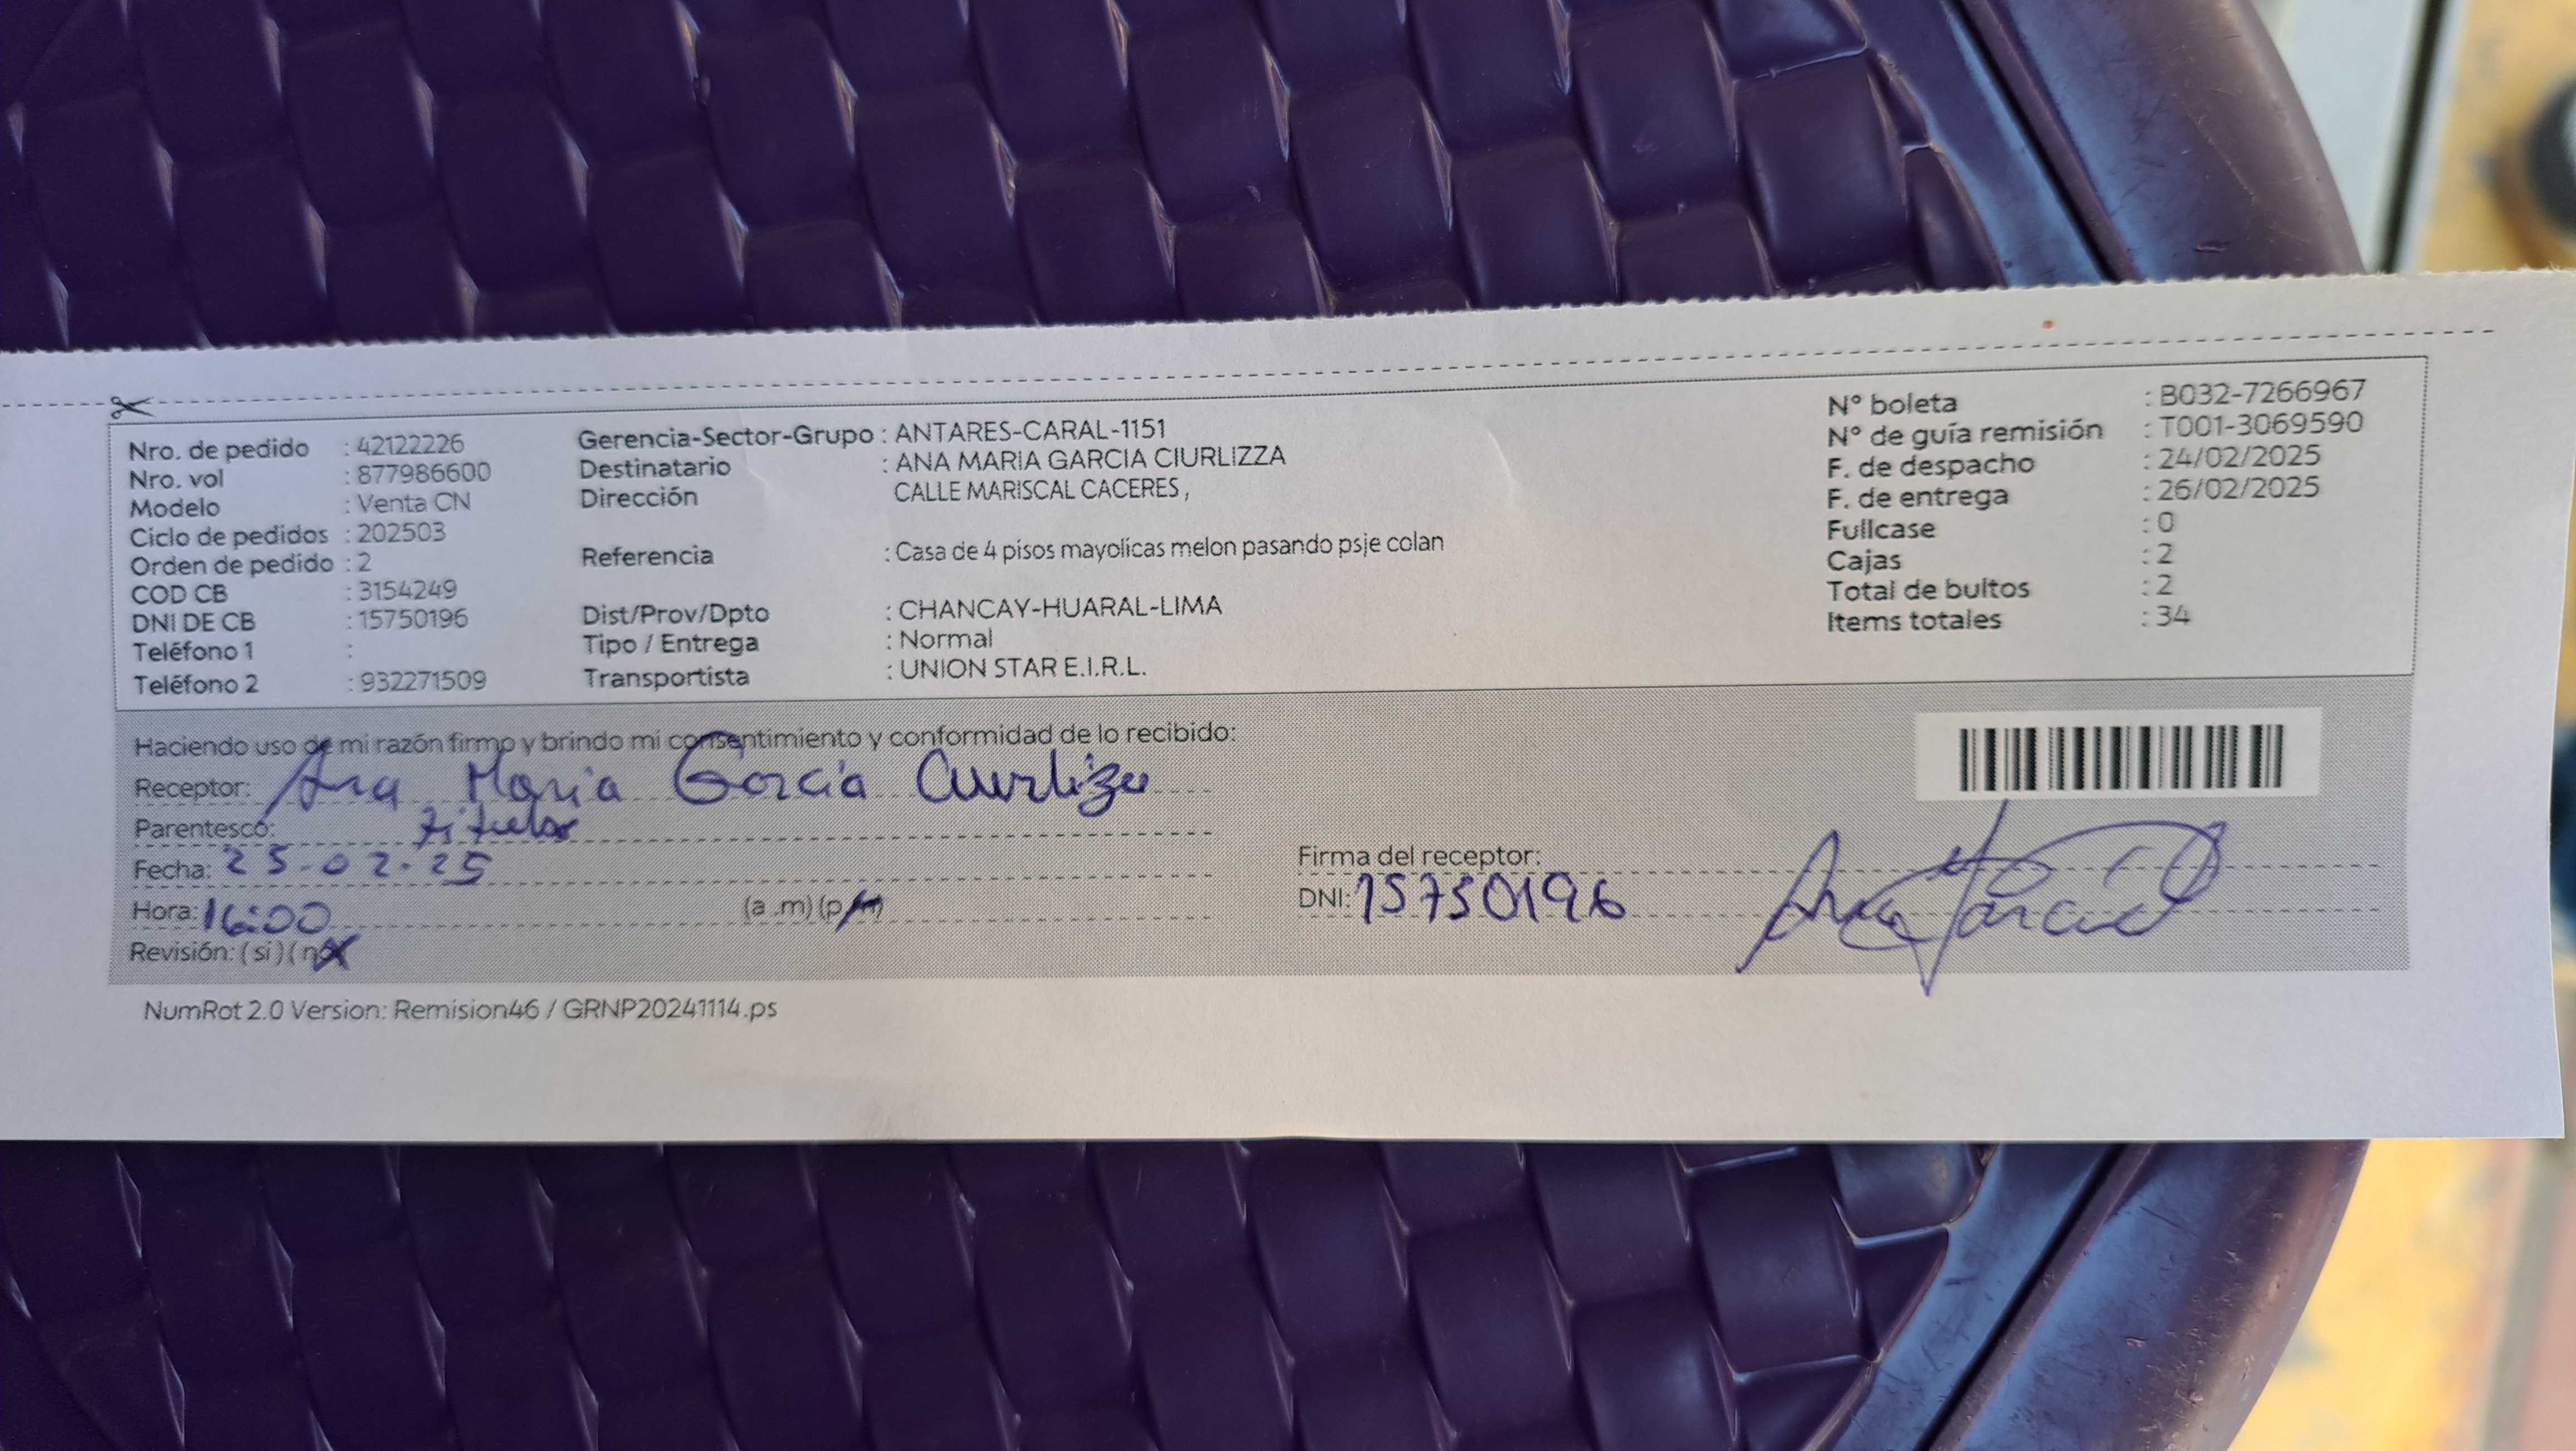 Nro. de pedido : 42122226
Nro. vol : 877986600
Modelo : Venta CN
Ciclo de pedidos : 202503
Orden de pedido : 2
COD CB : 3154249
DNI DE CB : 15750196
Teléfono 1 :
Teléfono 2 : 932271509
Gerencia-Sector-Grupo : ANTARES-CARAL-1151
Destinatario : ANA MARIA GARCIA CIURLIZZA
Dirección CALLE MARISCAL CACERES ,
Referencia : Casa de 4 pisos mayolicas melon pasando psje colan
Dist/Prov/Dpto : CHANCAY-HUARAL-LIMA
Tipo / Entrega : Normal
Transportista : UNION STAR E.I.R.L.
N° boleta : B032-7266967
N° de guía remisión : T001-3069590
F. de despacho : 24/02/2025
F. de entrega : 26/02/2025
Fullcase : 0
Cajas : 2
Total de bultos : 2
Items totales : 34
Haciendo uso de mi razón firmo y brindo mi consentimiento y conformidad de lo recibido:
Receptor: Ana Maria Garcia Ciurlizza
Parentesco: titular
Fecha: 25-02-25
Hora: 16:00 (a .m) (p.m)
Revisión: ( si ) ( no )
Firma del receptor: Ana Garcia
DNI: 15750196
NumRot 2.0 Version: Remision46 / GRNP20241114.ps